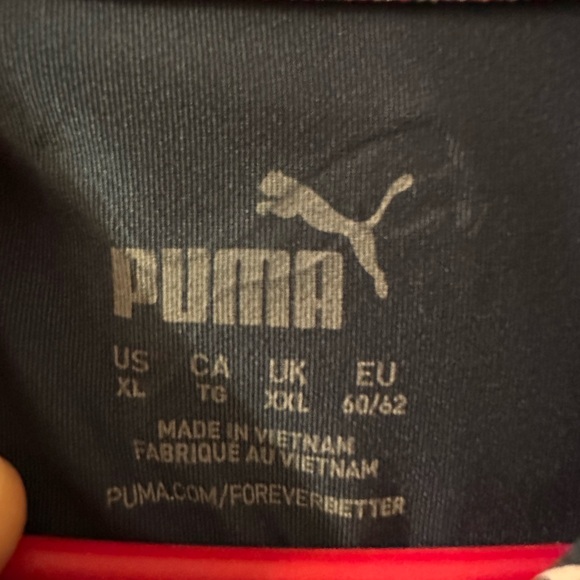 PUMA
US CA UK EU
XL TG XXL 60/62
MADE IN VIETNAM
FABRIQUÉ AU VIETNAM
PUMA.COM/FOREVERBETTER